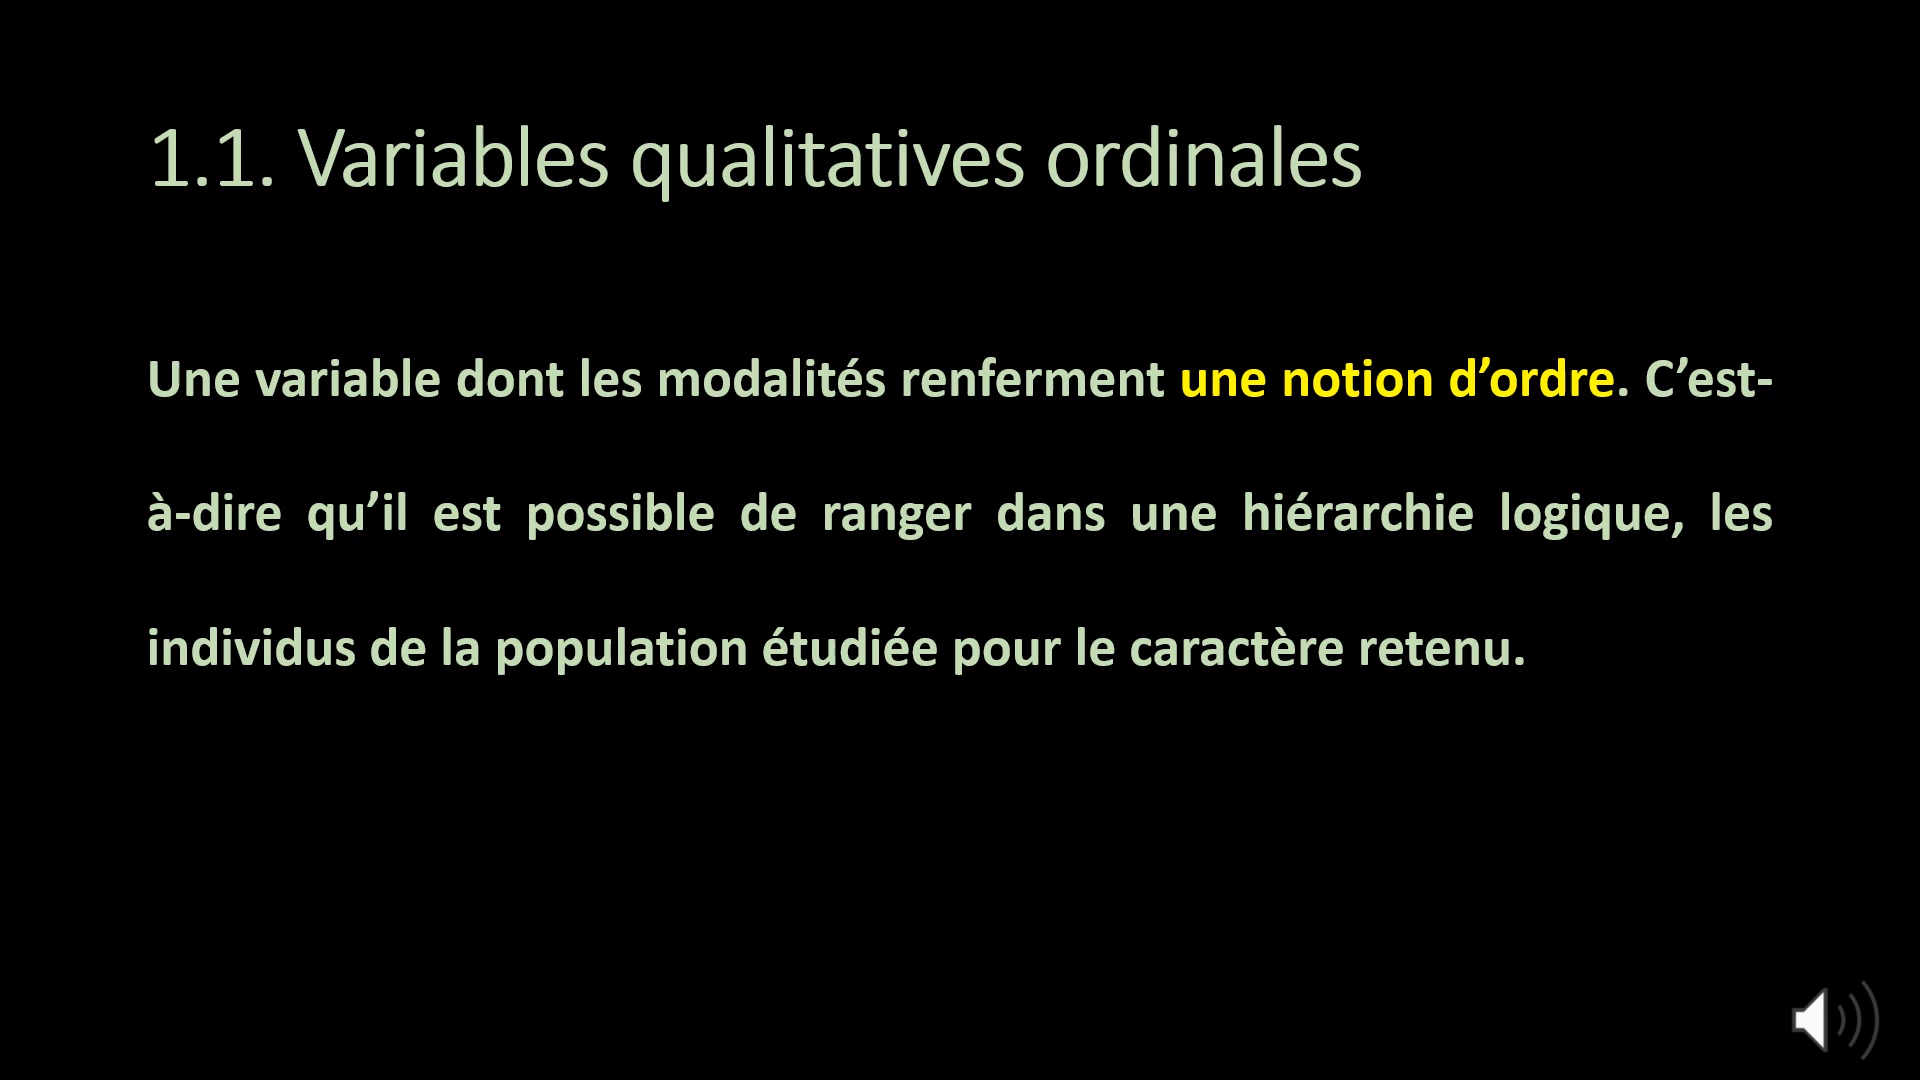 1.1. Variables qualitatives ordinales
Une variable dont les modalités renferment une notion d’ordre. C’est-
à-dire qu’il est possible de ranger dans une hiérarchie logique, les
individus de la population étudiée pour le caractère retenu.